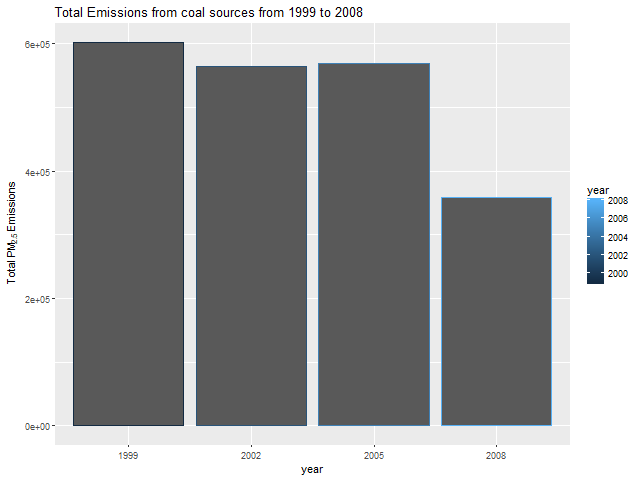 Total Emissions from coal sources from 1999 to 2008
6e+05
4e+05
2e+05
0e+00
Total PM2.5 Emissions
1999 2002 2005 2008
year
year
2008
2006
2004
2002
2000